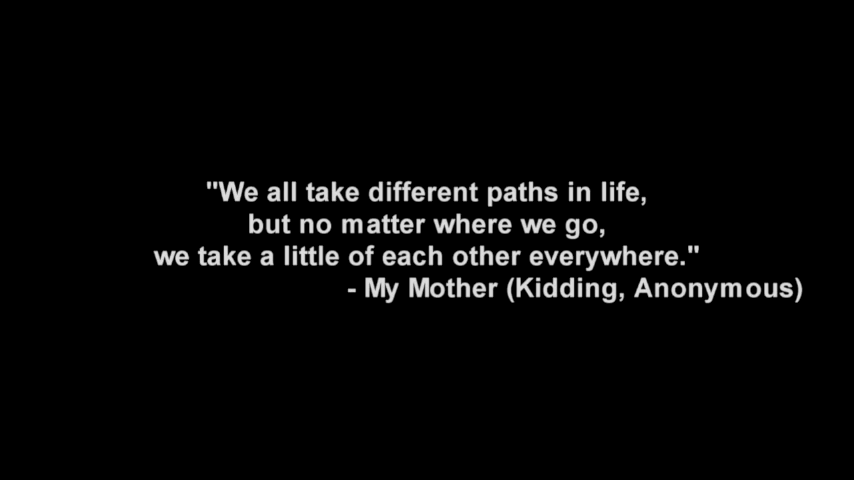 "We all take different paths in life,
but no matter where we go,
we take a little of each other everywhere."
- My Mother (Kidding, Anonymous)